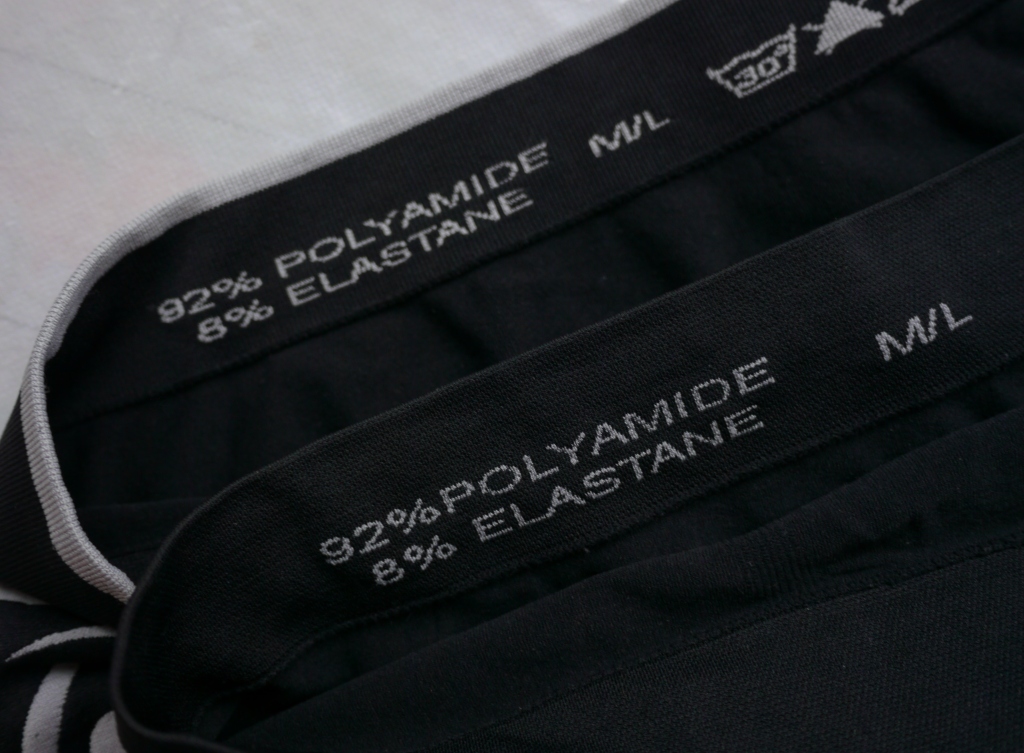 30°
92% POLYAMIDE M/L
8% ELASTANE
92%POLYAMIDE M/L
8% ELASTANE